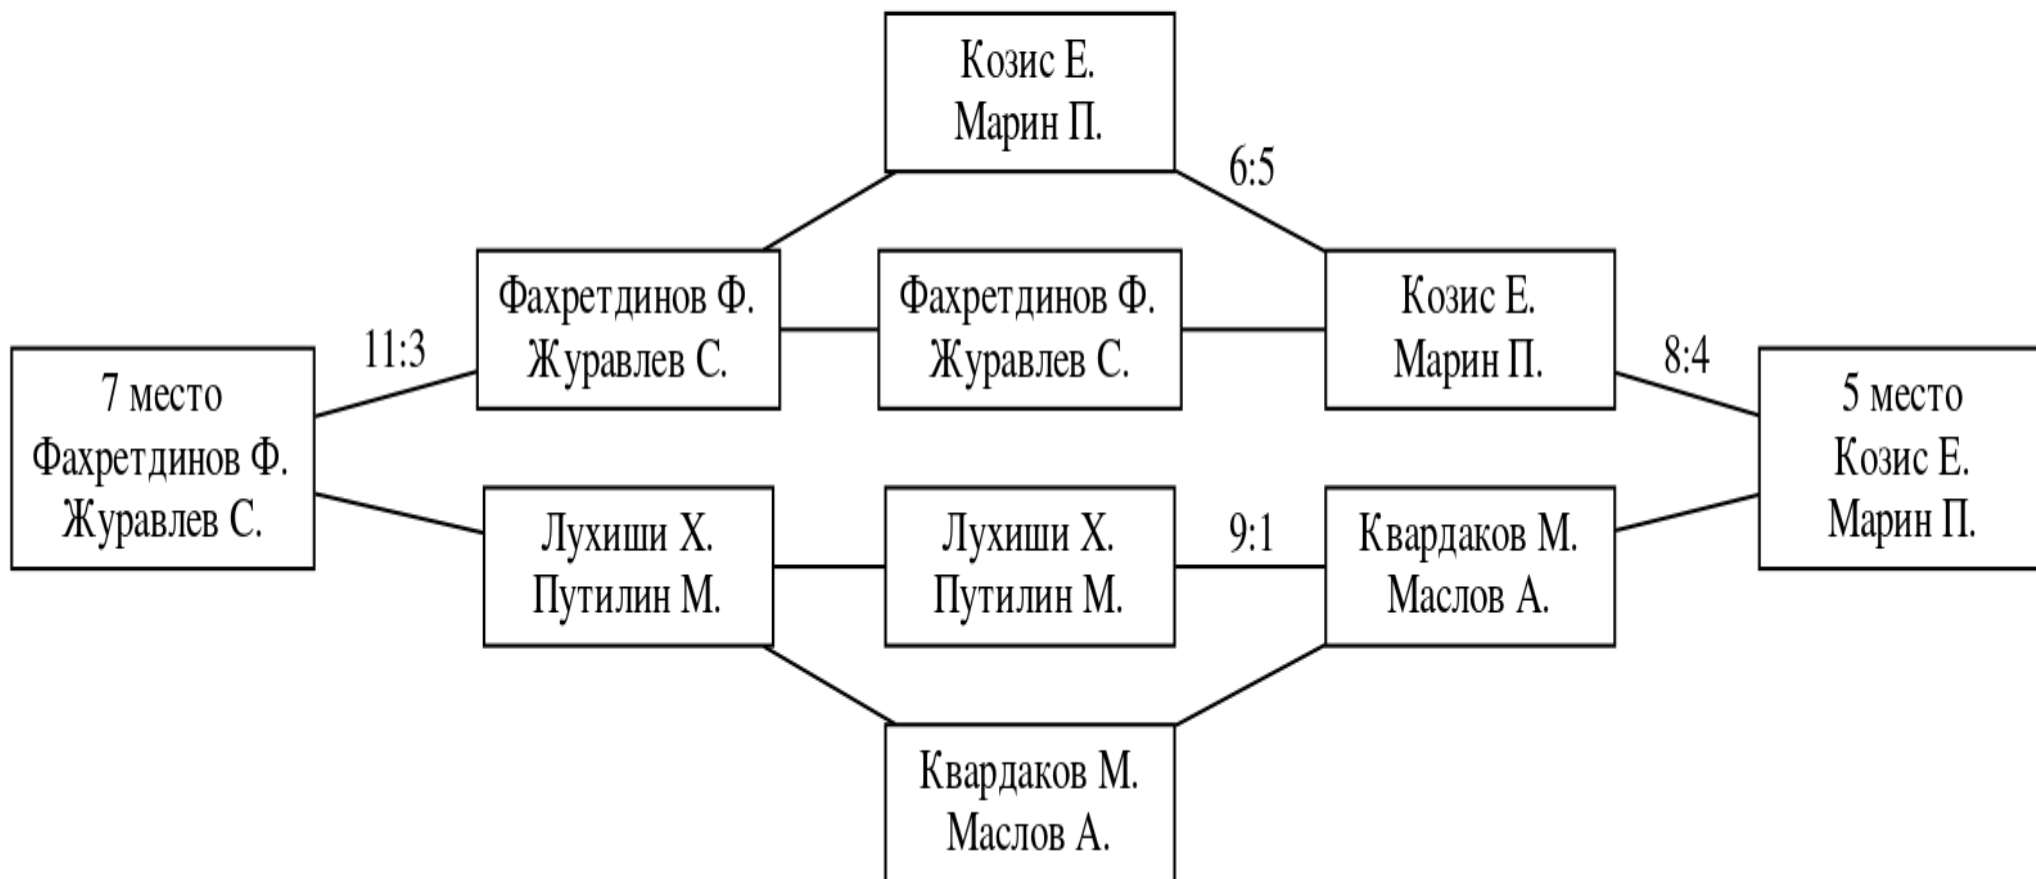 Козис Е.
Марин П.
6:5
Фахретдинов Ф.
Журавлев С.
Фахретдинов Ф.
Журавлев С.
Козис Е.
Марин П.
11:3
8:4
7 место
Фахретдинов Ф.
Журавлев С.
5 место
Козис Е.
Марин П.
Лухиши Х.
Путилин М.
Лухиши Х.
Путилин М.
9:1
Квардаков М.
Маслов А.
Квардаков М.
Маслов А.